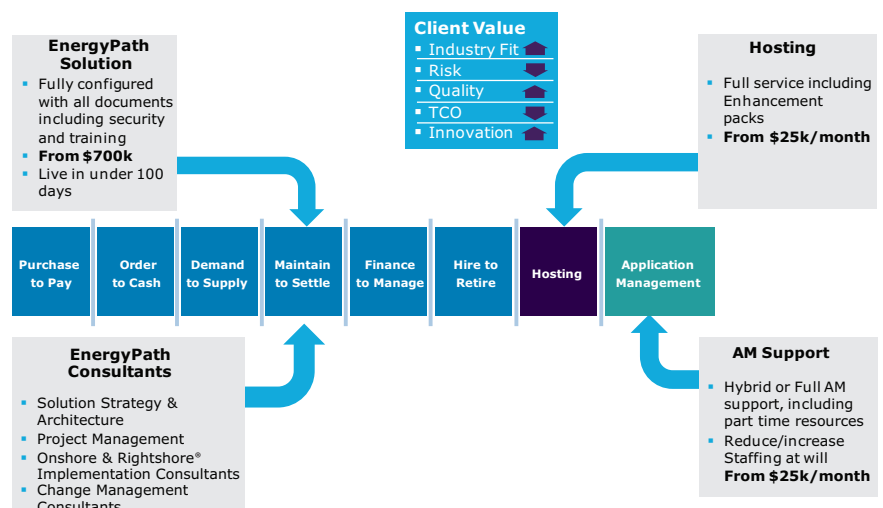 EnergyPath
Solution
Fully configured
with all documents
including security
and training
From $700k
Live in under 100
days
Client Value
Industry Fit
Risk
Quality
TCO
Innovation
Hosting
Full service including
Enhancement
packs
From $25k/month
Purchase
to Pay
Order
to Cash
Demand
to Supply
Maintain
to Settle
Finance
to Manage
Hire to
Retire
Hosting
Application
Management
EnergyPath
Consultants
Solution Strategy &
Architecture
Project Management
Onshore & Rightshore®
Implementation Consultants
Change Management
Consultants
AM Support
Hybrid or Full AM
support, including
part time resources
Reduce/increase
Staffing at will
From $25k/month